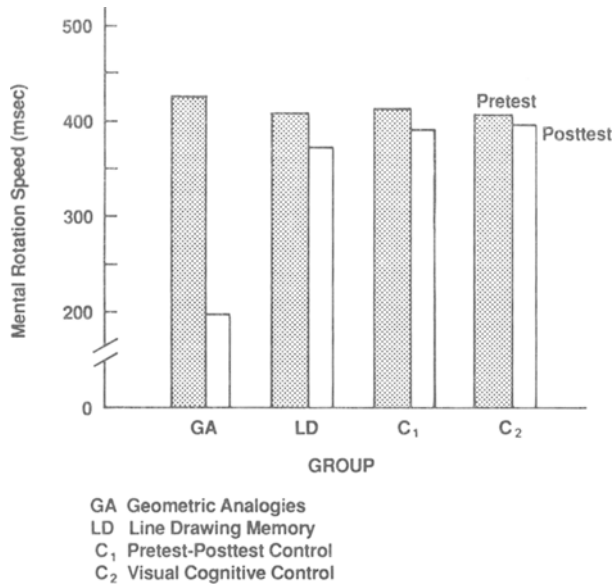 Mental Rotation Speed (msec)
500
400
300
200
0
Pretest
Posttest
GA
LD
C1
C2
GROUP
GA Geometric Analogies
LD Line Drawing Memory
C1 Pretest-Posttest Control
C2 Visual Cognitive Control